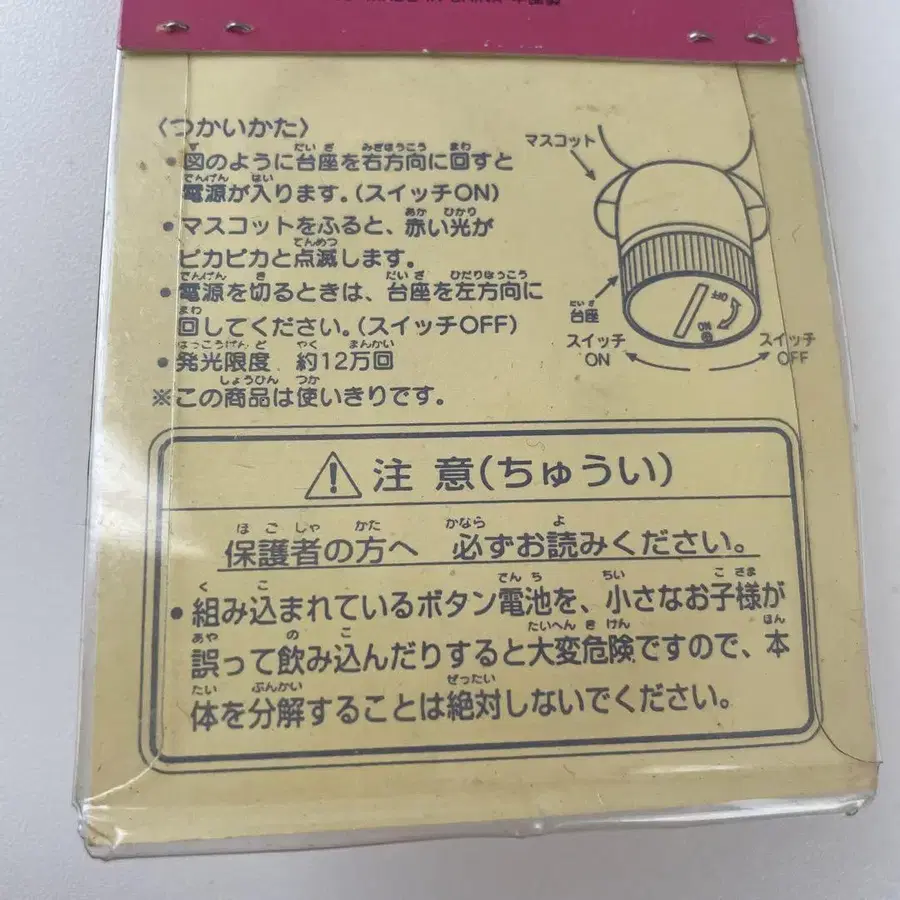 MADE IN CHINA 中国製
〈つかいかた〉
•図のように台座を右方向に回すと
電源が入ります。(スイッチON)
•マスコットをふると、赤い光が
ピカピカと点滅します。
•電源を切るときは、台座を左方向に
回してください。(スイッチOFF)
•発光限度 約12万回
※この商品は使いきりです。
マスコット
台座
OFF
ON
スイッチ
ON
スイッチ
OFF
注 意(ちゅうい)
保護者の方へ 必ずお読みください。
•組み込まれているボタン電池を、小さなお子様が
誤って飲み込んだりすると大変危険ですので、本
体を分解することは絶対しないでください。